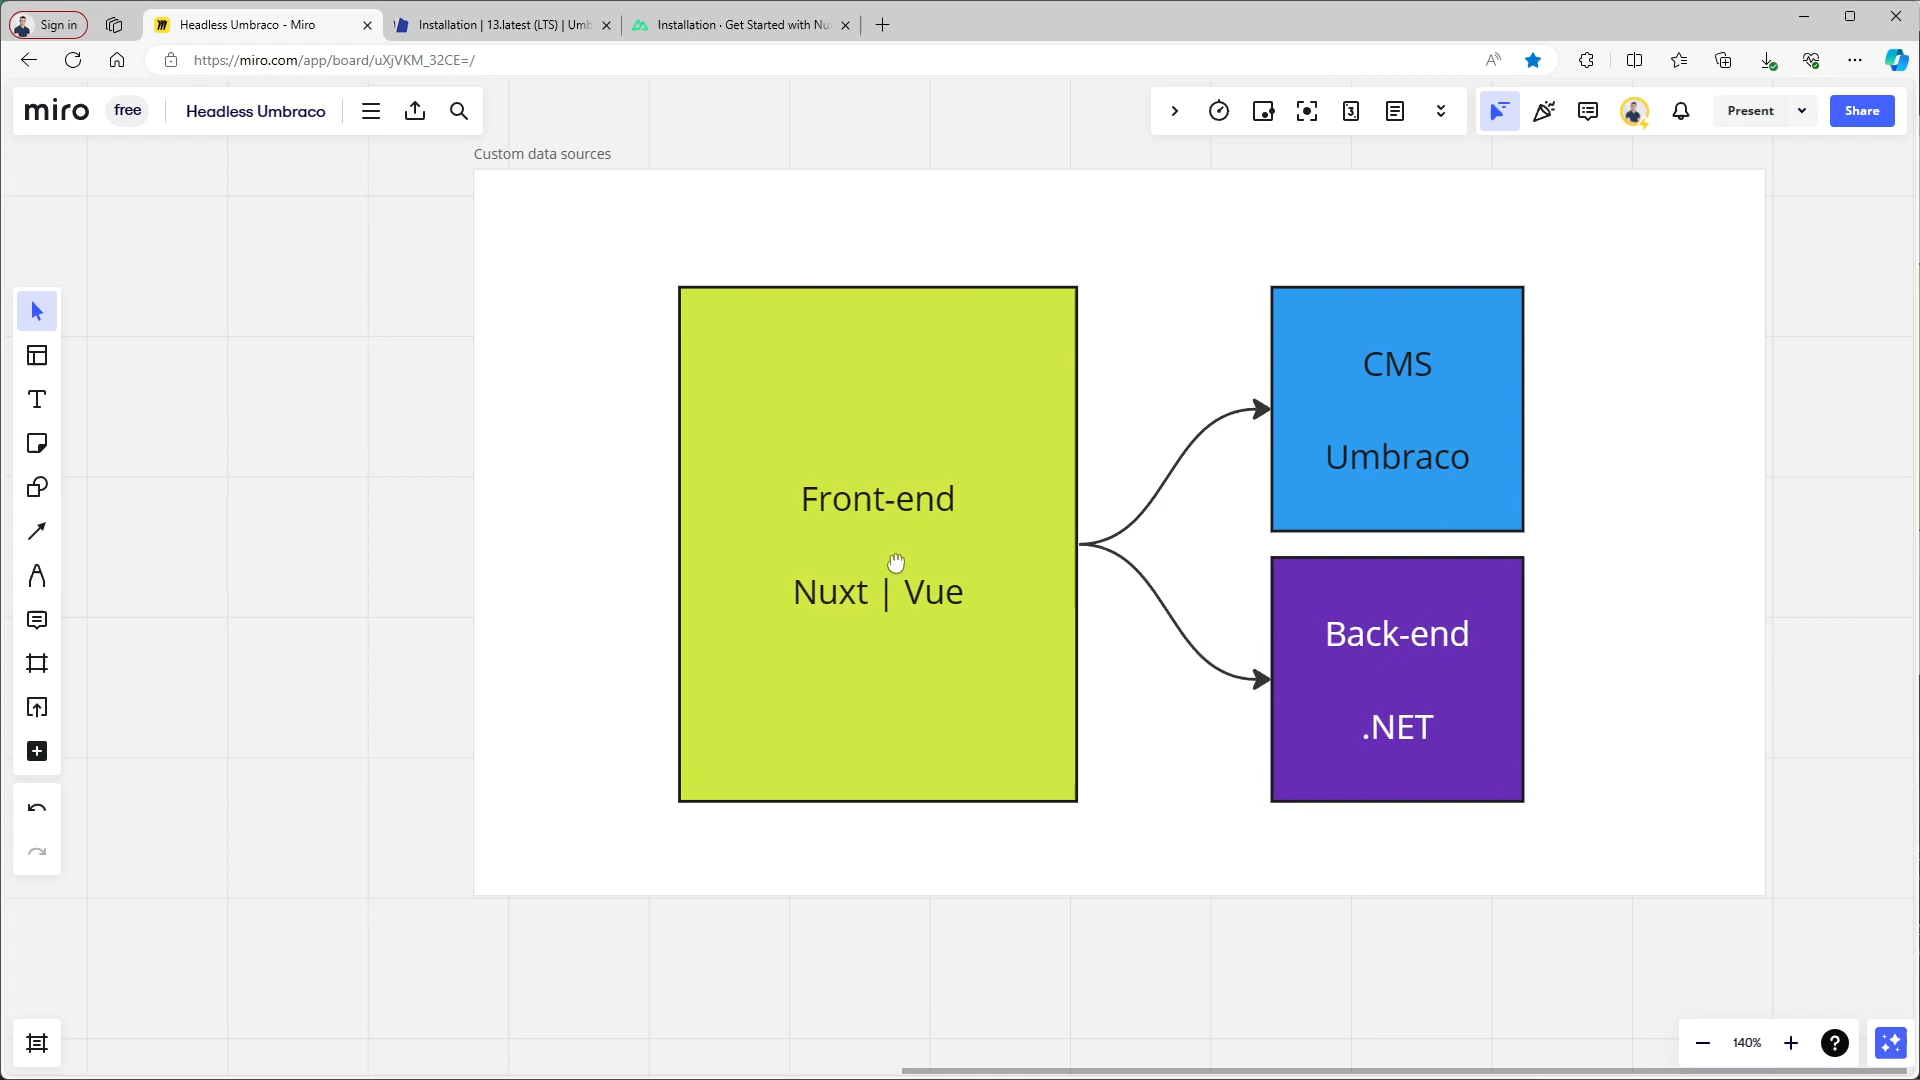 Sign in
Headless Umbraco - Miro
Installation | 13.latest (LTS) | Umb
Installation · Get Started with Nu
https://miro.com/app/board/uXjVKM_32CE=/
miro
free
Headless Umbraco
Present
Share
Custom data sources
Front-end
Nuxt | Vue
CMS
Umbraco
Back-end
.NET
140%